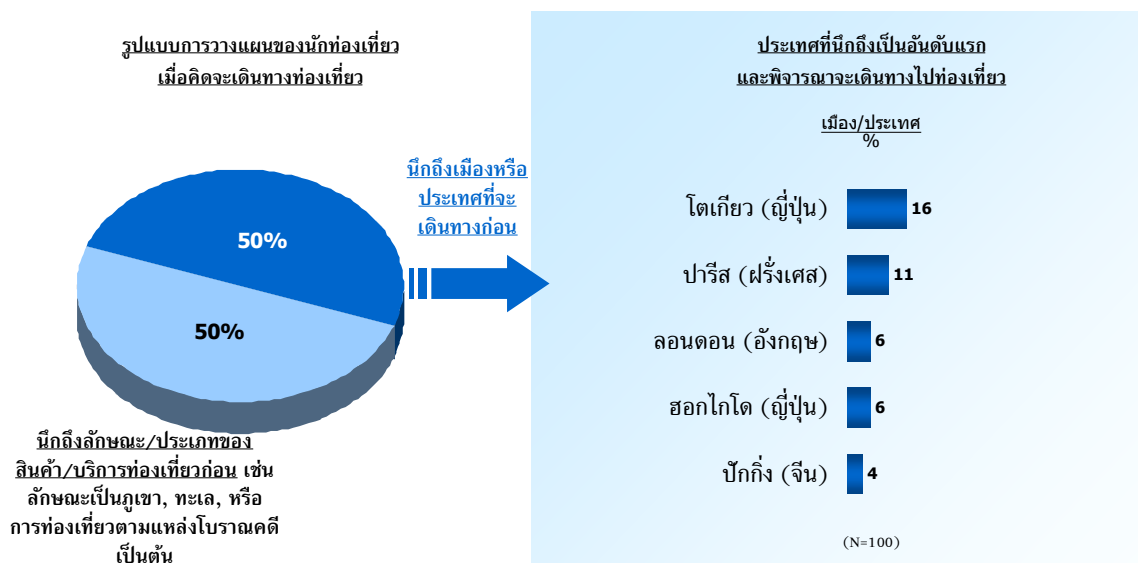 รูปแบบการวางแผนของนักท่องเที่ยว
เมื่อคิดจะเดินทางท่องเที่ยว
50%
50%
นึกถึงเมืองหรือ
ประเทศที่จะ
เดินทางก่อน
นึกถึงลักษณะ/ประเภทของ
สินค้า/บริการท่องเที่ยวก่อน เช่น
ลักษณะเป็นภูเขา, ทะเล, หรือ
การท่องเที่ยวตามแหล่งโบราณคดี
เป็นต้น
ประเทศที่นึกถึงเป็นอันดับแรก
และพิจารณาจะเดินทางไปท่องเที่ยว
เมือง/ประเทศ
%
โตเกียว (ญี่ปุ่น) 16
ปารีส (ฝรั่งเศส) 11
ลอนดอน (อังกฤษ) 6
ฮอกไกโด (ญี่ปุ่น) 6
ปักกิ่ง (จีน) 4
(N=100)